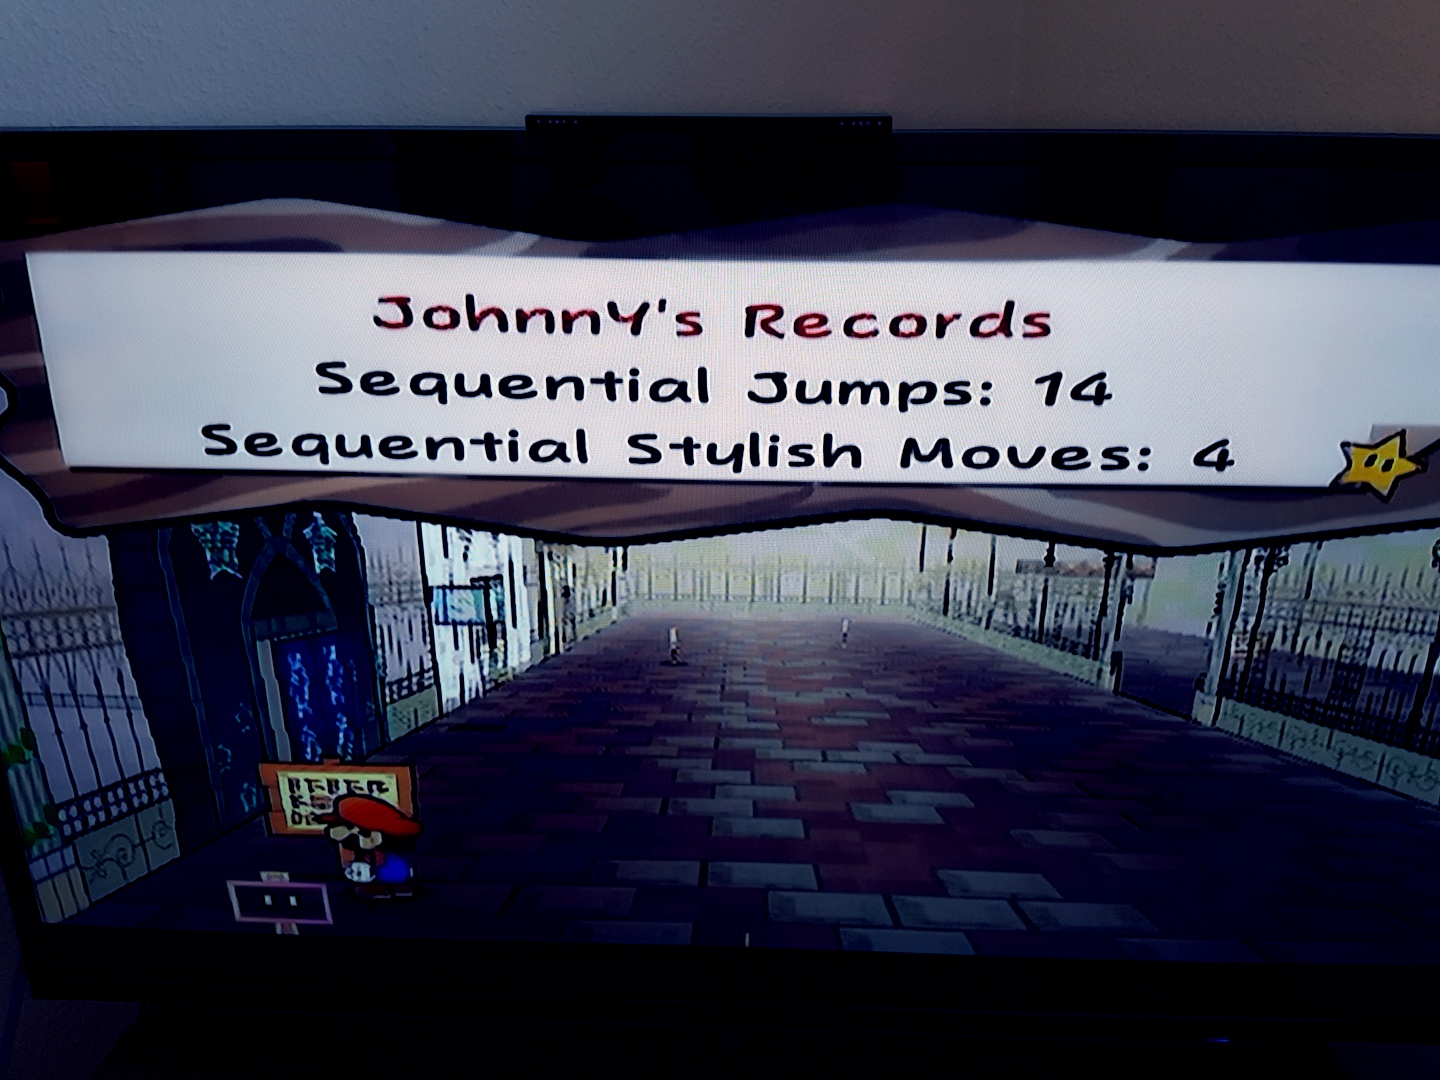 JohnnY's Records
Sequential Jumps: 14
Sequential Stylish Moves: 4